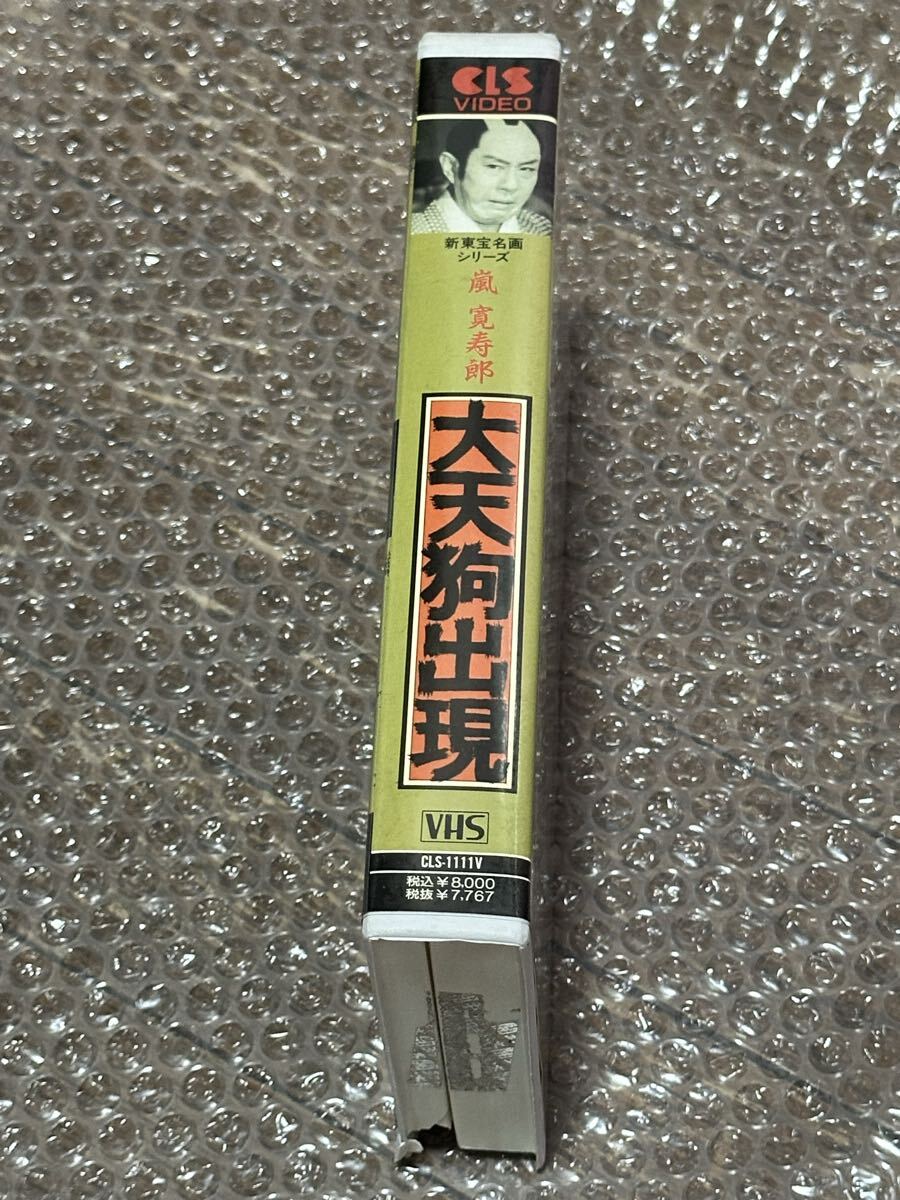 CLS
VIDEO
新東宝名画
シリーズ
嵐 寛寿郎
大天狗出現
VHS
CLS-1111V
税込¥8,000
税抜¥7,767